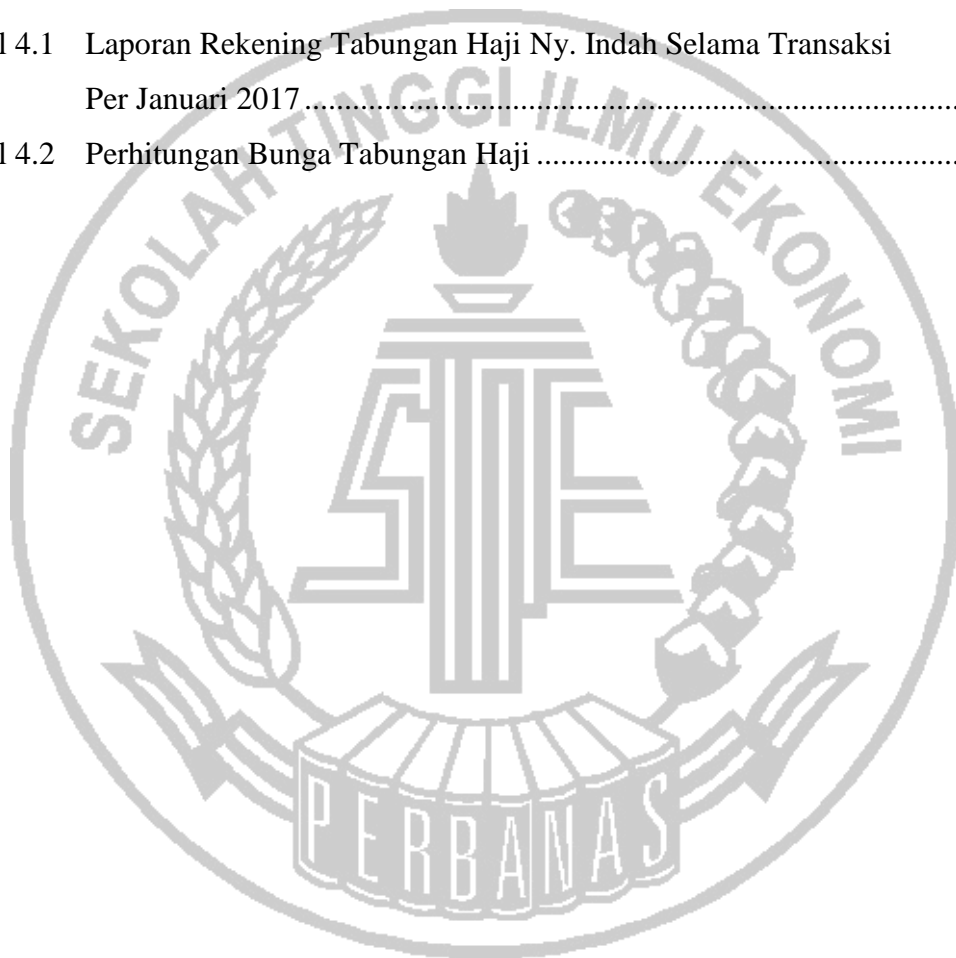 l 4.1 Laporan Rekening Tabungan Haji Ny. Indah Selama Transaksi
Per Januari 2017
l 4.2 Perhitungan Bunga Tabungan Haji
SEKOLAH TINGGI ILMU EKONOMI
STIE
PERBANAS